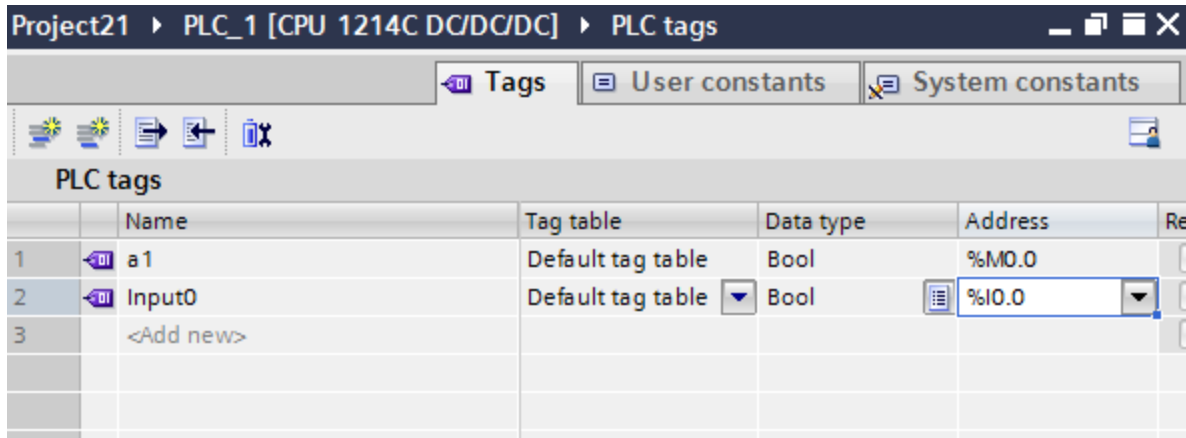 Project21 ▸ PLC_1 [CPU 1214C DC/DC/DC] ▸ PLC tags
Tags User constants System constants
PLC tags
Name Tag table Data type Address Re
1 a1 Default tag table Bool %M0.0
2 Input0 Default tag table Bool %I0.0
3 <Add new>